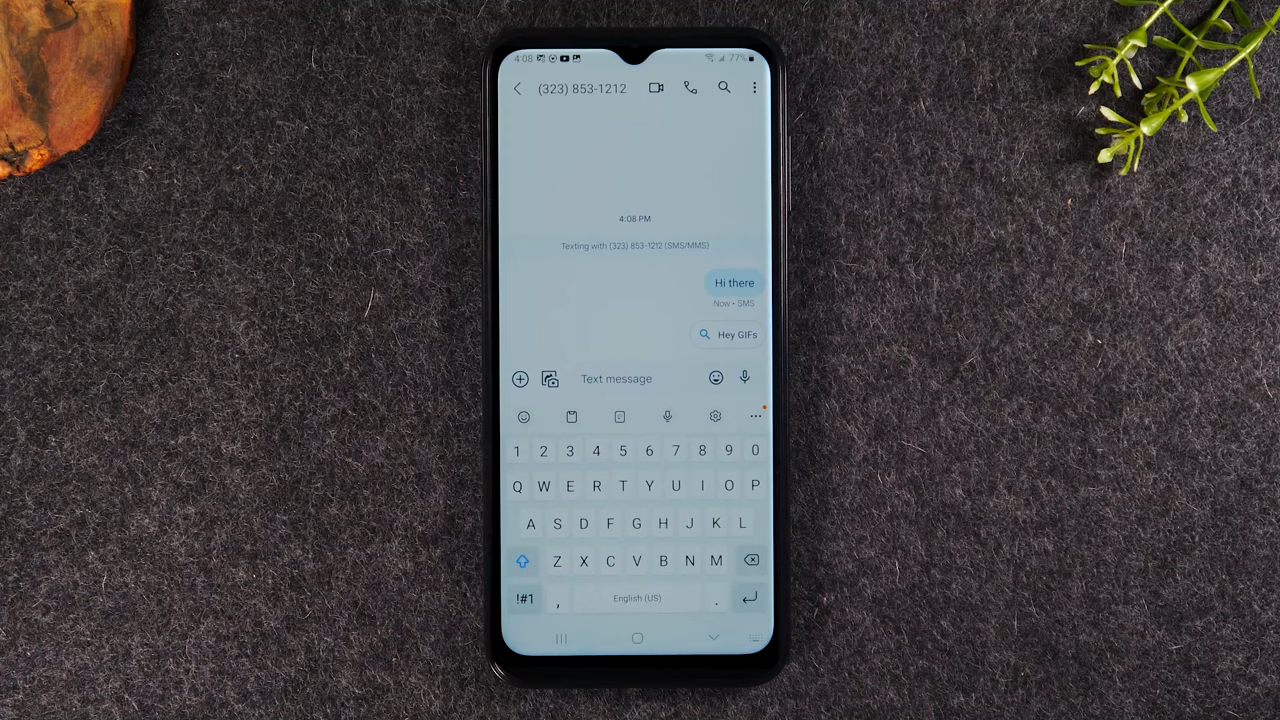 4:08 77%
(323) 853-1212
4:08 PM
Texting with (323) 853-1212 (SMS/MMS)
Hi there
Now • SMS
Hey GIFs
Text message
1 2 3 4 5 6 7 8 9 0
Q W E R T Y U I O P
A S D F G H J K L
Z X C V B N M
!#1 , English (US) .